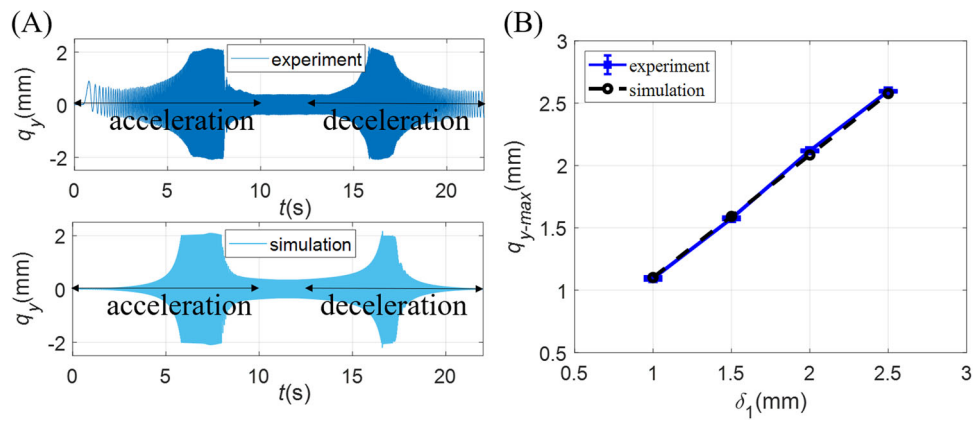 (A)
2
0
-2
q_y(mm)
experiment
acceleration
deceleration
0 5 10 15 20
t(s)
2
0
-2
q_y(mm)
simulation
acceleration
deceleration
0 5 10 15 20
t(s)
(B)
3
2.5
2
1.5
1
0.5
q_y-max(mm)
experiment
simulation
0.5 1 1.5 2 2.5 3
δ_1(mm)